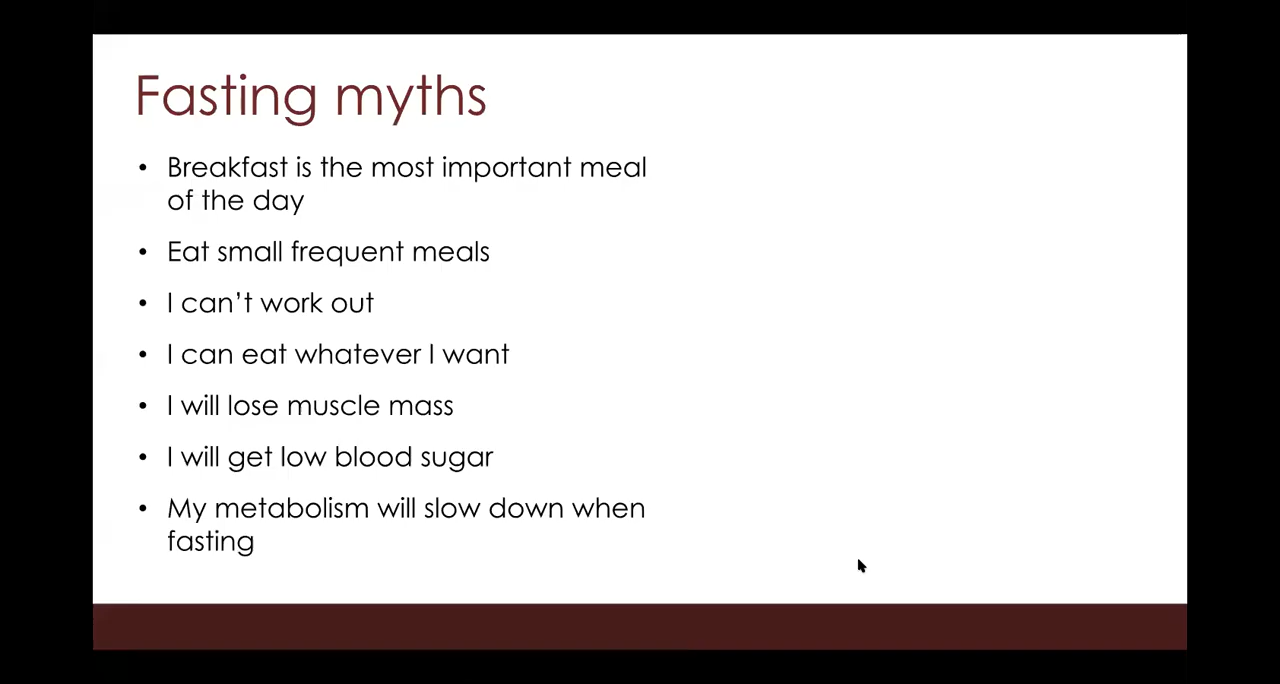 Fasting myths
• Breakfast is the most important meal
of the day
• Eat small frequent meals
• I can’t work out
• I can eat whatever I want
• I will lose muscle mass
• I will get low blood sugar
• My metabolism will slow down when
fasting